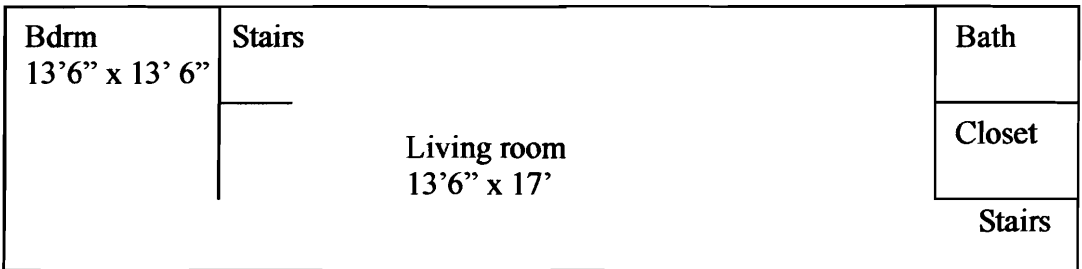 Bdrm
13’6” x 13’ 6”
Stairs
Living room
13’6” x 17’
Bath
Closet
Stairs